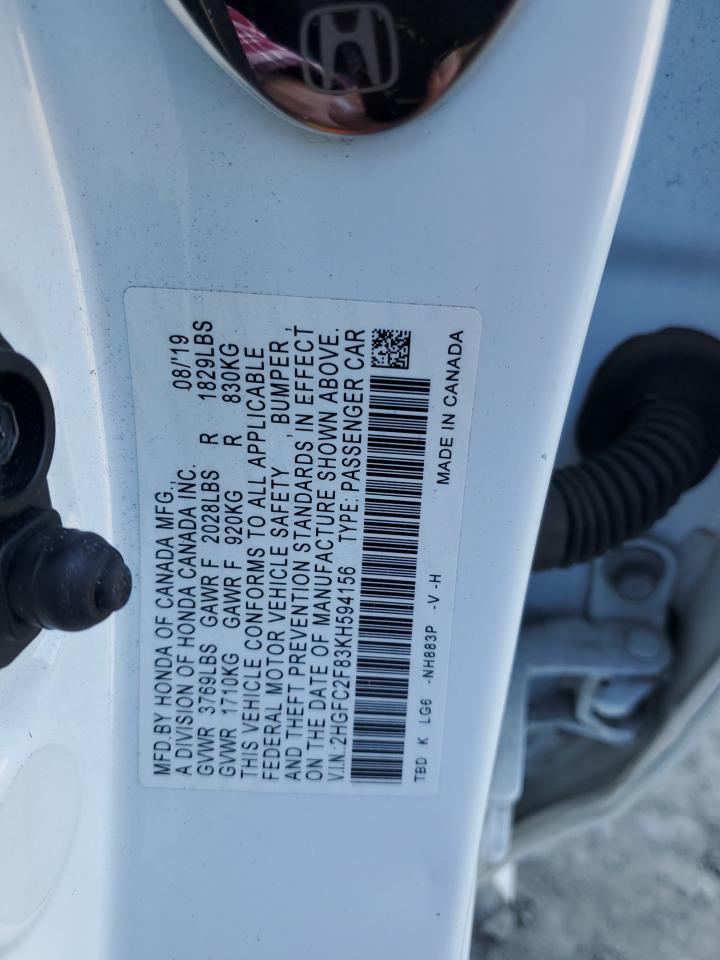 MFD.BY HONDA OF CANADA MFG., 08/'19
A DIVISION OF HONDA CANADA INC.
GVWR 3769LBS GAWR F 2028LBS R 1829LBS
GVWR 1710KG GAWR F 920KG R 830KG
THIS VEHICLE CONFORMS TO ALL APPLICABLE
FEDERAL MOTOR VEHICLE SAFETY , BUMPER ,
AND THEFT PREVENTION STANDARDS IN EFFECT
ON THE DATE OF MANUFACTURE SHOWN ABOVE.
V.I.N.:2HGFC2F83KH594156 TYPE: PASSENGER CAR
TBD K LG6 -NH883P -V -H
MADE IN CANADA